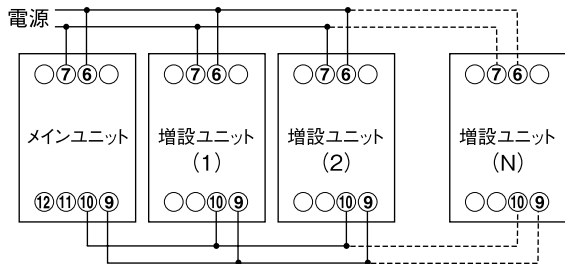 電源
⑦⑥ ⑦⑥ ⑦⑥ ⑦⑥
メインユニット 増設ユニット 増設ユニット 増設ユニット
(1) (2) (N)
⑫⑪⑩⑨ ⑩⑨ ⑩⑨ ⑩⑨